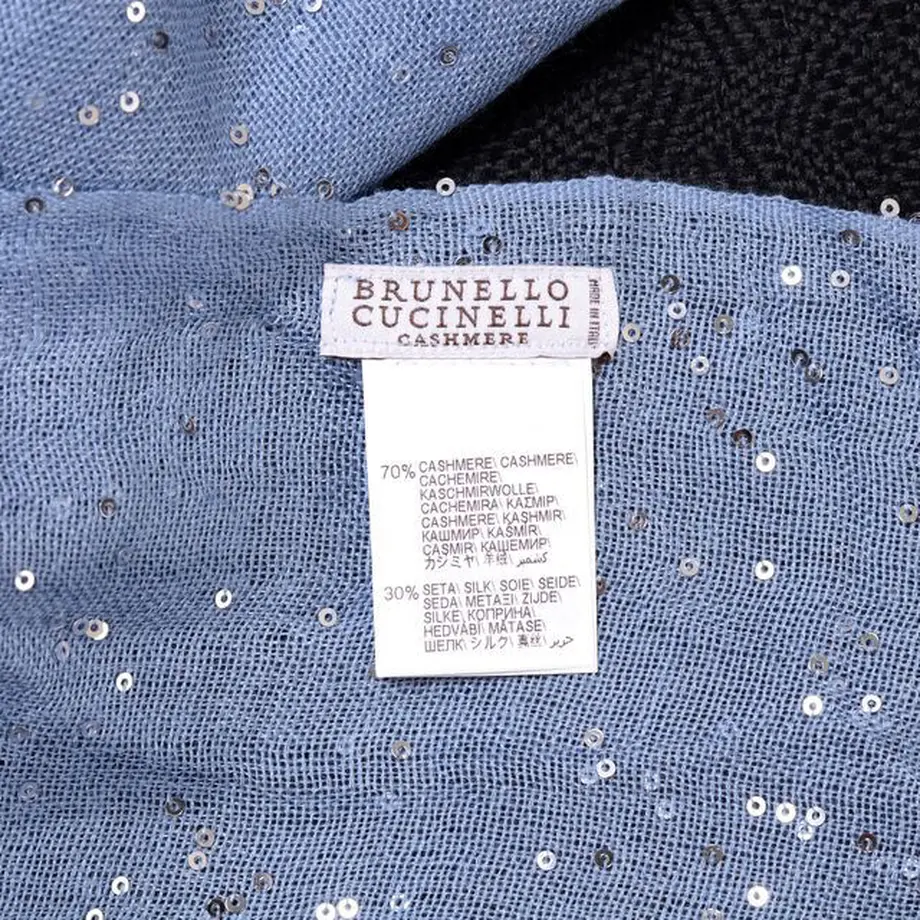 BRUNELLO
CUCINELLI
CASHMERE
MADE IN ITALY
70% CASHMERE\ CASHMERE\
CACHEMIRE\
KASCHMIRWOLLE\
CACHEMIRA\ ΚΑΣΜΙΡ\
CASHMERE\ KASHMIR\
КАШМИР\ KAŠMÍR\
CAŞMIR\ КАШЕМИР\
カシミヤ\ 羊绒\ كشمير
30% SETA\ SILK\ SOIE\ SEIDE\
SEDA\ ΜΕΤΑΞΙ\ ZIJDE\
SILKE\ КОПРИНА\
HEDVÁBÍ\ MĂTASE\
ШЕЛК\ シルク\ 真丝\ حرير